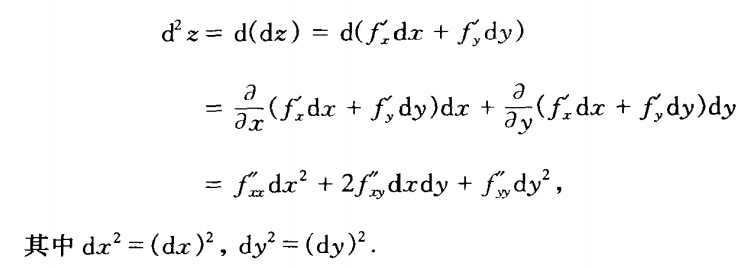 d²z = d(dz) = d(f′ₓdx + f′ᵧdy)
= ∂/∂x (f′ₓdx + f′ᵧdy)dx + ∂/∂y (f′ₓdx + f′ᵧdy)dy
= f″ₓₓdx² + 2f″ₓᵧdxdy + f″ᵧᵧdy²,
其中 dx² = (dx)², dy² = (dy)².